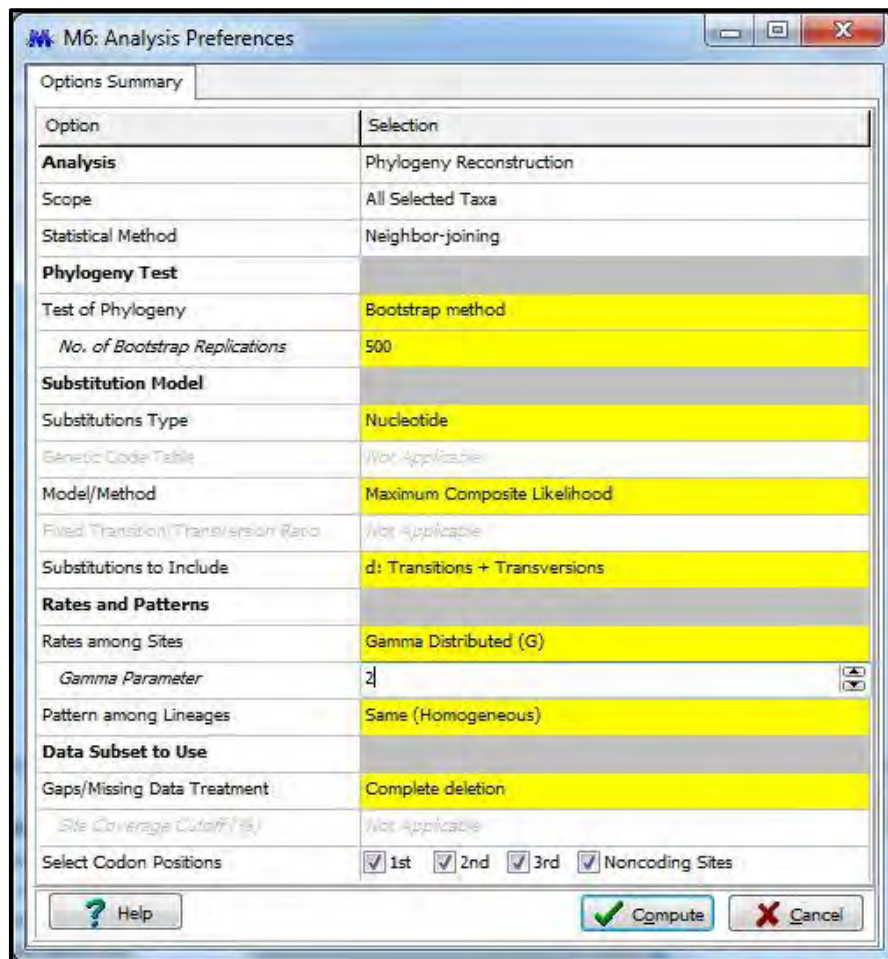 M6: Analysis Preferences
Options Summary
Option Selection
Analysis Phylogeny Reconstruction
Scope All Selected Taxa
Statistical Method Neighbor-joining
Phylogeny Test
Test of Phylogeny Bootstrap method
No. of Bootstrap Replications 500
Substitution Model
Substitutions Type Nucleotide
Genetic Code Table Not Applicable
Model/Method Maximum Composite Likelihood
Fixed Transition/Transversion Ratio Not Applicable
Substitutions to Include d: Transitions + Transversions
Rates and Patterns
Rates among Sites Gamma Distributed (G)
Gamma Parameter 2
Pattern among Lineages Same (Homogeneous)
Data Subset to Use
Gaps/Missing Data Treatment Complete deletion
Site Coverage Cutoff (%) Not Applicable
Select Codon Positions 1st 2nd 3rd Noncoding Sites
? Help Compute Cancel